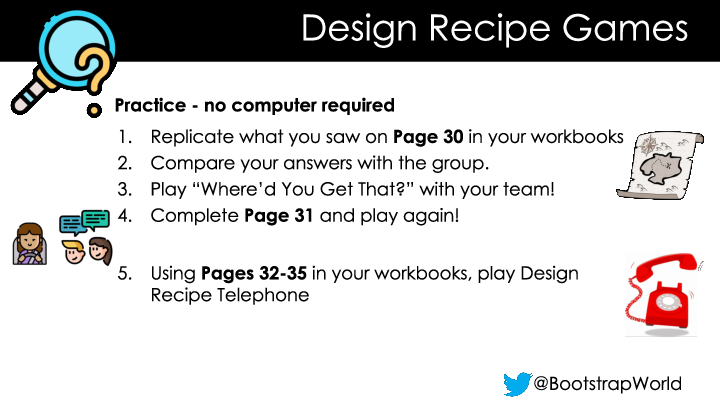 Design Recipe Games
Practice - no computer required
1. Replicate what you saw on Page 30 in your workbooks
2. Compare your answers with the group.
3. Play “Where’d You Get That?” with your team!
4. Complete Page 31 and play again!
5. Using Pages 32-35 in your workbooks, play Design
Recipe Telephone
@BootstrapWorld